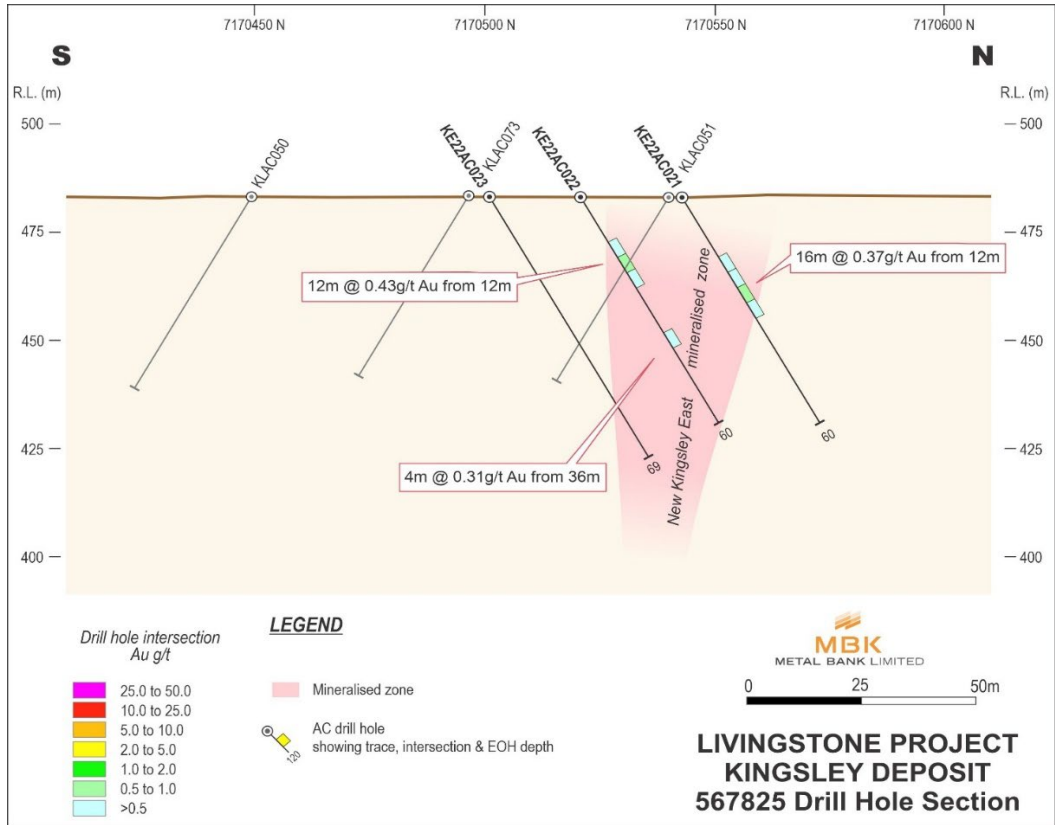 7170450 N
7170500 N
7170550 N
7170600 N
S
N
R.L. (m)
R.L. (m)
500
500
KLAC050
KE22AC023
KLAC073
KE22AC022
KE22AC021
KLAC051
475
475
12m @ 0.43g/t Au from 12m
16m @ 0.37g/t Au from 12m
450
450
New Kingsley East mineralised zone
425
425
69
60
60
4m @ 0.31g/t Au from 36m
400
400
Drill hole intersection
Au g/t
25.0 to 50.0
10.0 to 25.0
5.0 to 10.0
2.0 to 5.0
1.0 to 2.0
0.5 to 1.0
>0.5
LEGEND
Mineralised zone
AC drill hole
showing trace, intersection & EOH depth
120
MBK
METAL BANK LIMITED
0 25 50m
LIVINGSTONE PROJECT
KINGSLEY DEPOSIT
567825 Drill Hole Section